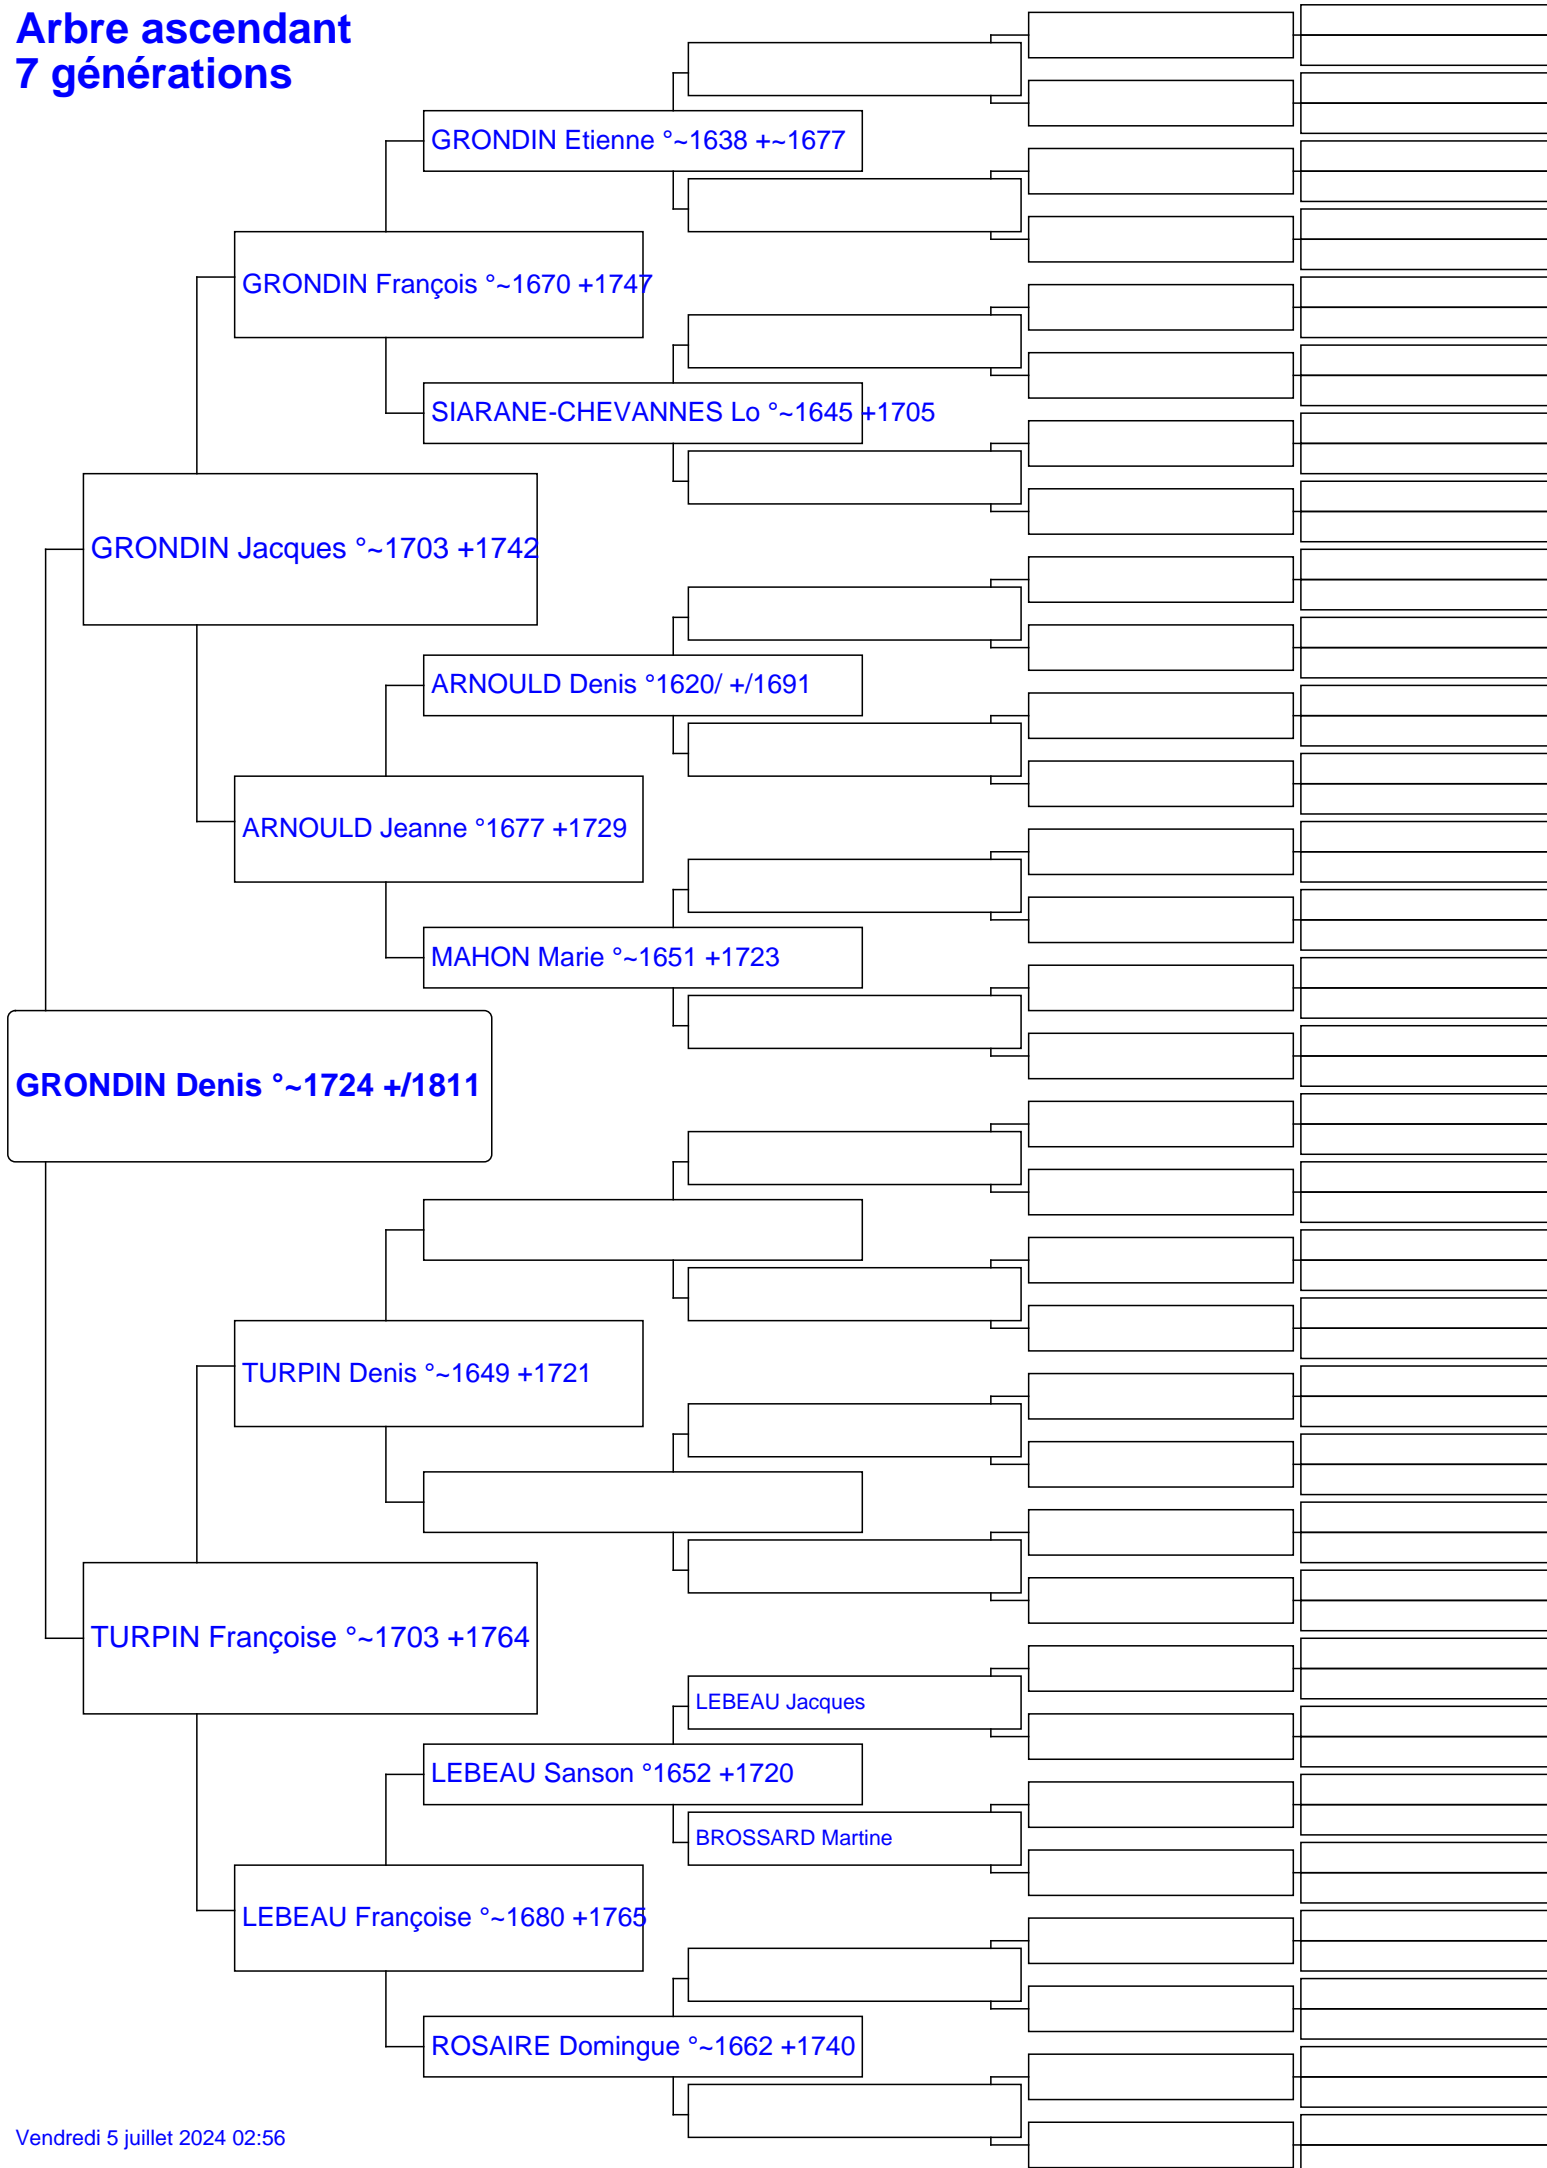 Arbre ascendant
7 générations
GRONDIN Etienne °~1638 +~1677
GRONDIN François °~1670 +1747
SIARANE-CHEVANNES Lo °~1645 +1705
GRONDIN Jacques °~1703 +1742
ARNOULD Denis °1620/ +/1691
ARNOULD Jeanne °1677 +1729
MAHON Marie °~1651 +1723
GRONDIN Denis °~1724 +/1811
TURPIN Denis °~1649 +1721
TURPIN Françoise °~1703 +1764
LEBEAU Jacques
LEBEAU Sanson °1652 +1720
BROSSARD Martine
LEBEAU Françoise °~1680 +1765
ROSAIRE Domingue °~1662 +1740
Vendredi 5 juillet 2024 02:56